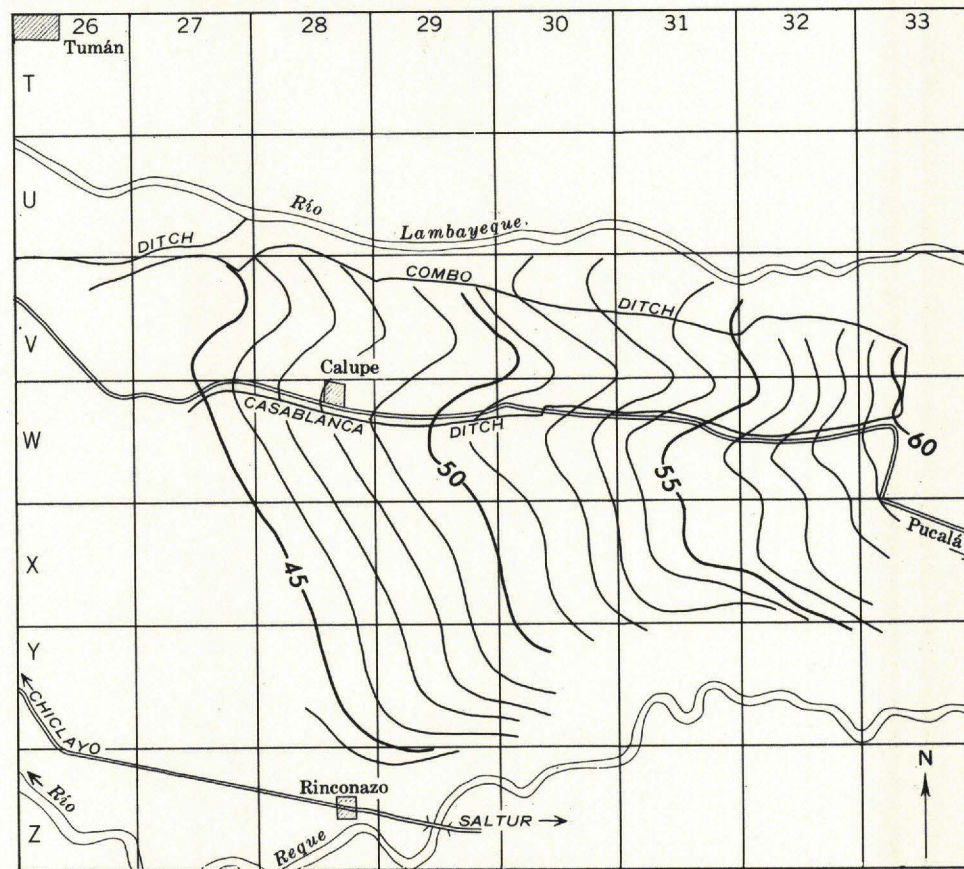 26 27 28 29 30 31 32 33
Tumán
T
U
Río
Lambayeque.
DITCH
COMBO
DITCH
V
Calupe
CASABLANCA
DITCH
W
50
55
60
Pucalá
X
45
Y
CHICLAYO
N
Río
Rinconazo
SALTUR
Reque
Z